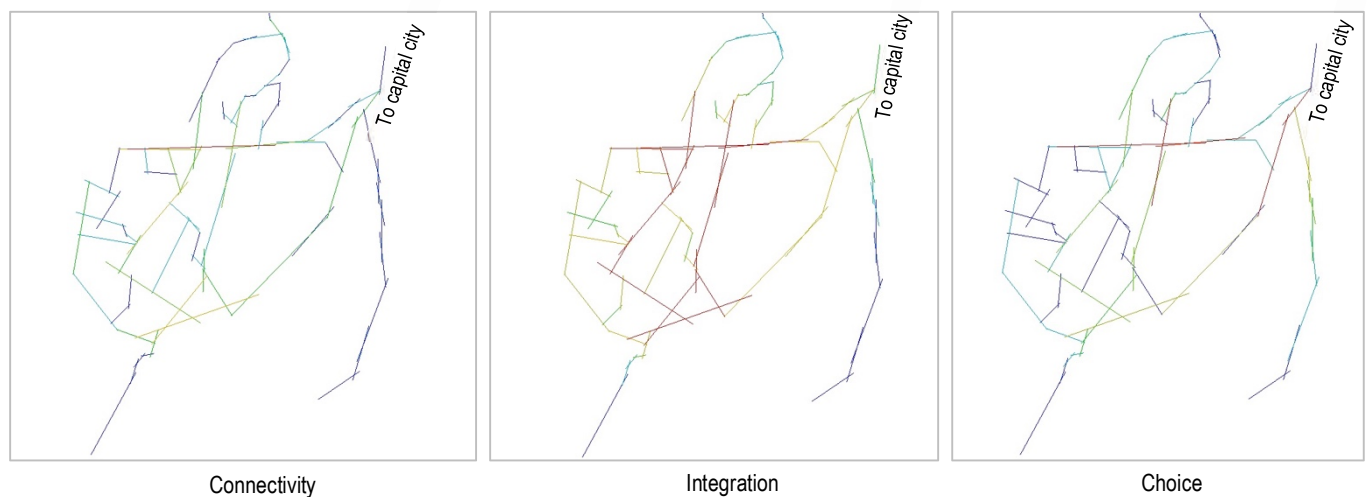 To capital city
To capital city
To capital city
Connectivity
Integration
Choice